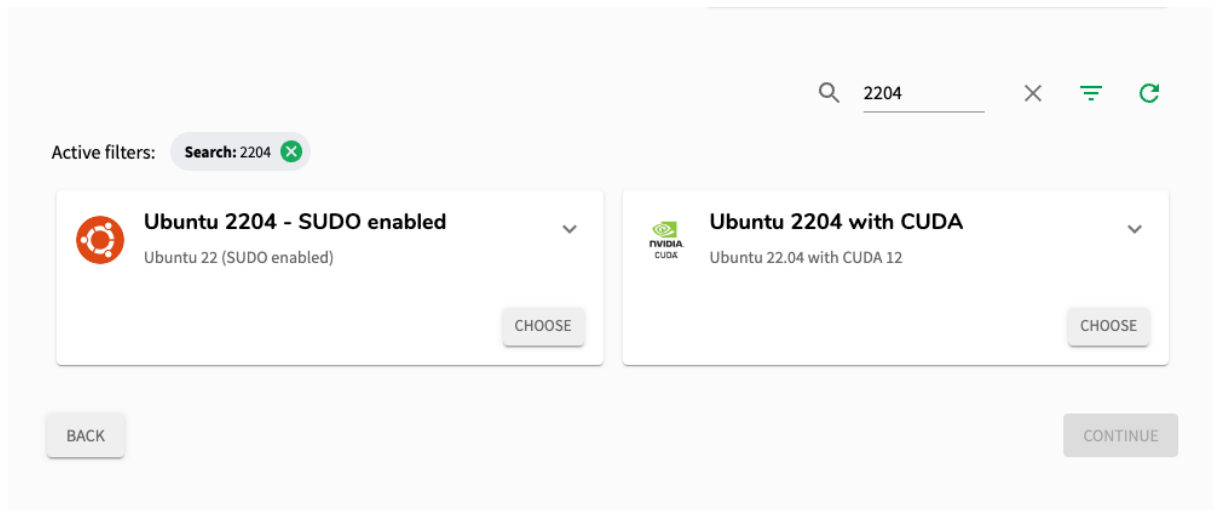 2204
Active filters: Search: 2204
Ubuntu 2204 - SUDO enabled
Ubuntu 22 (SUDO enabled)
CHOOSE
NVIDIA.
CUDA
Ubuntu 2204 with CUDA
Ubuntu 22.04 with CUDA 12
CHOOSE
BACK
CONTINUE